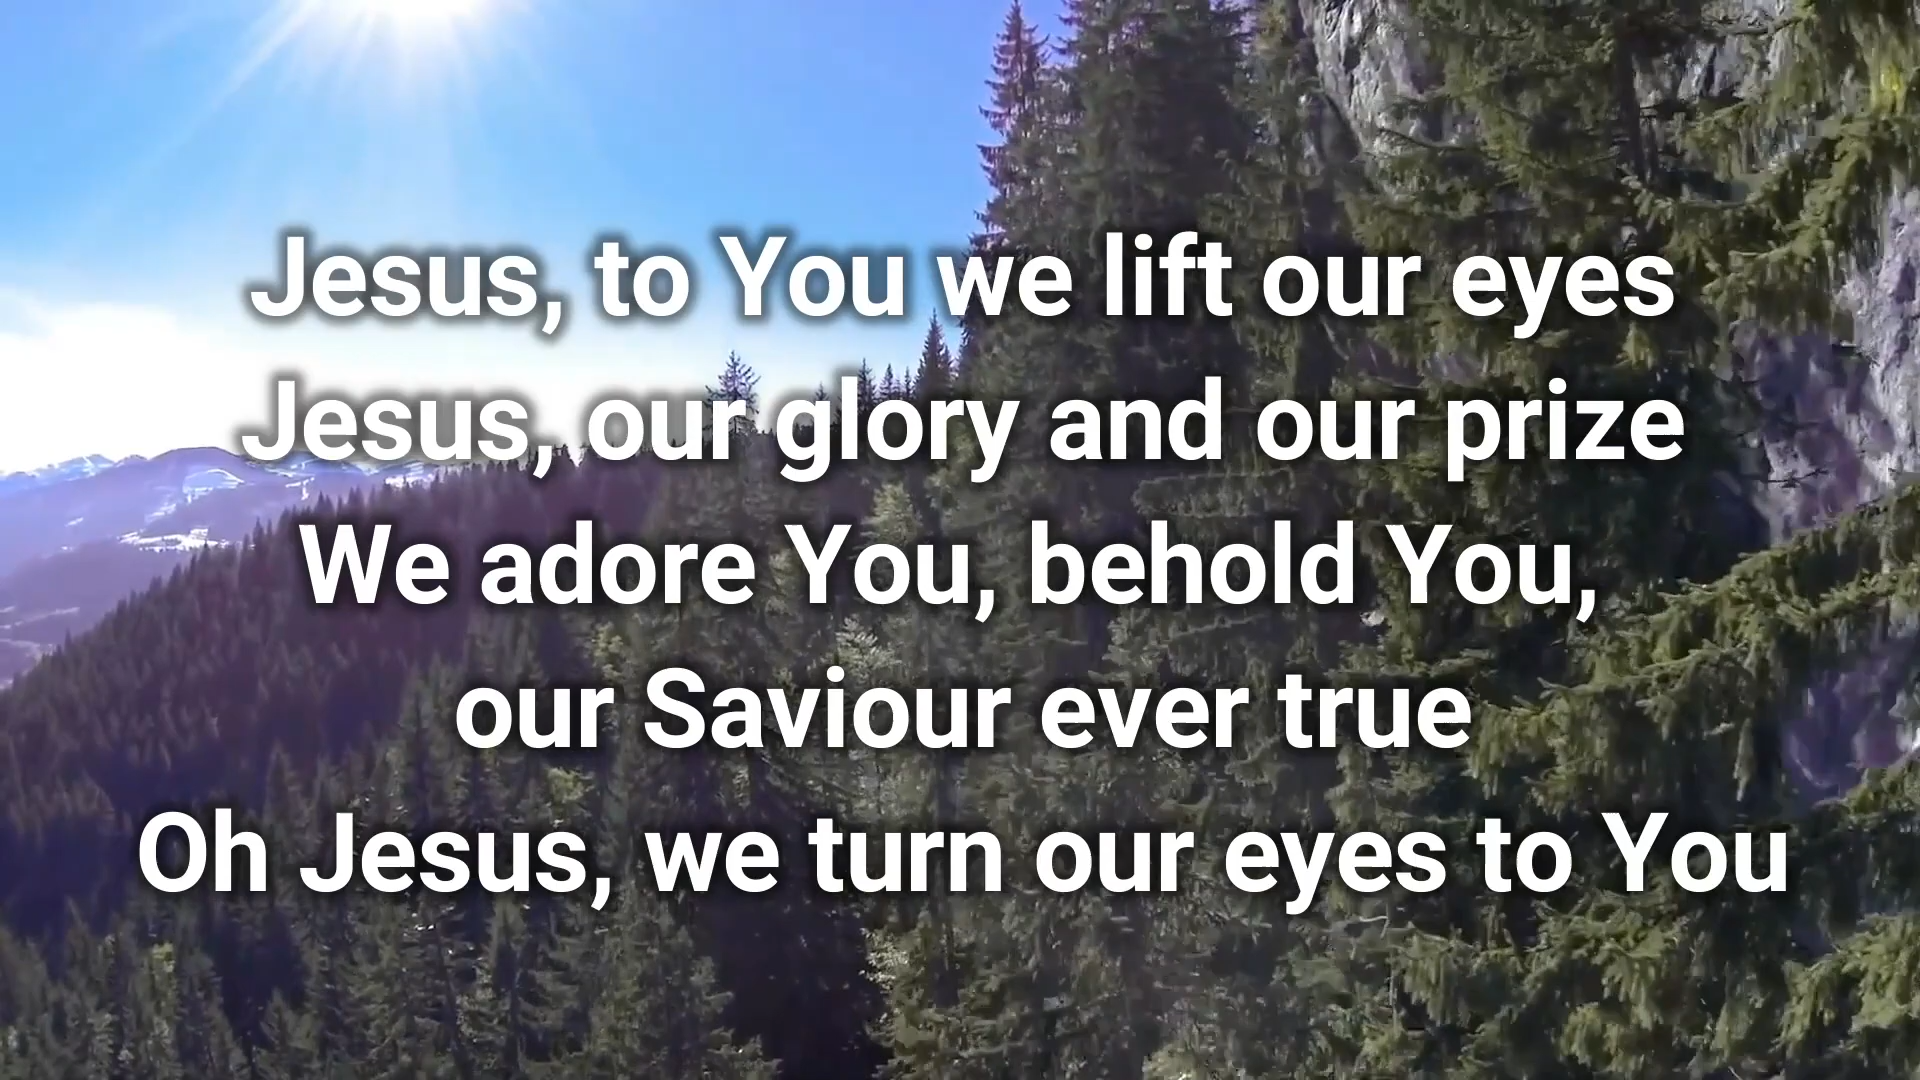 Jesus, to You we lift our eyes
Jesus, our glory and our prize
We adore You, behold You,
our Saviour ever true
Oh Jesus, we turn our eyes to You